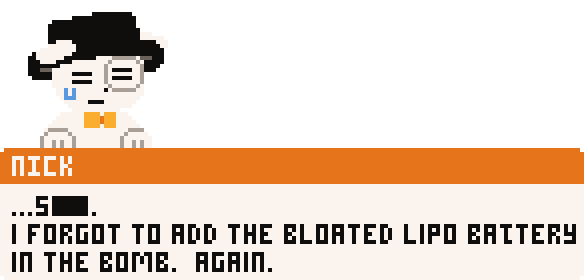 NICK
...S███.
I FORGOT TO ADD THE BLOATED LIPO BATTERY
IN THE BOMB. AGAIN.